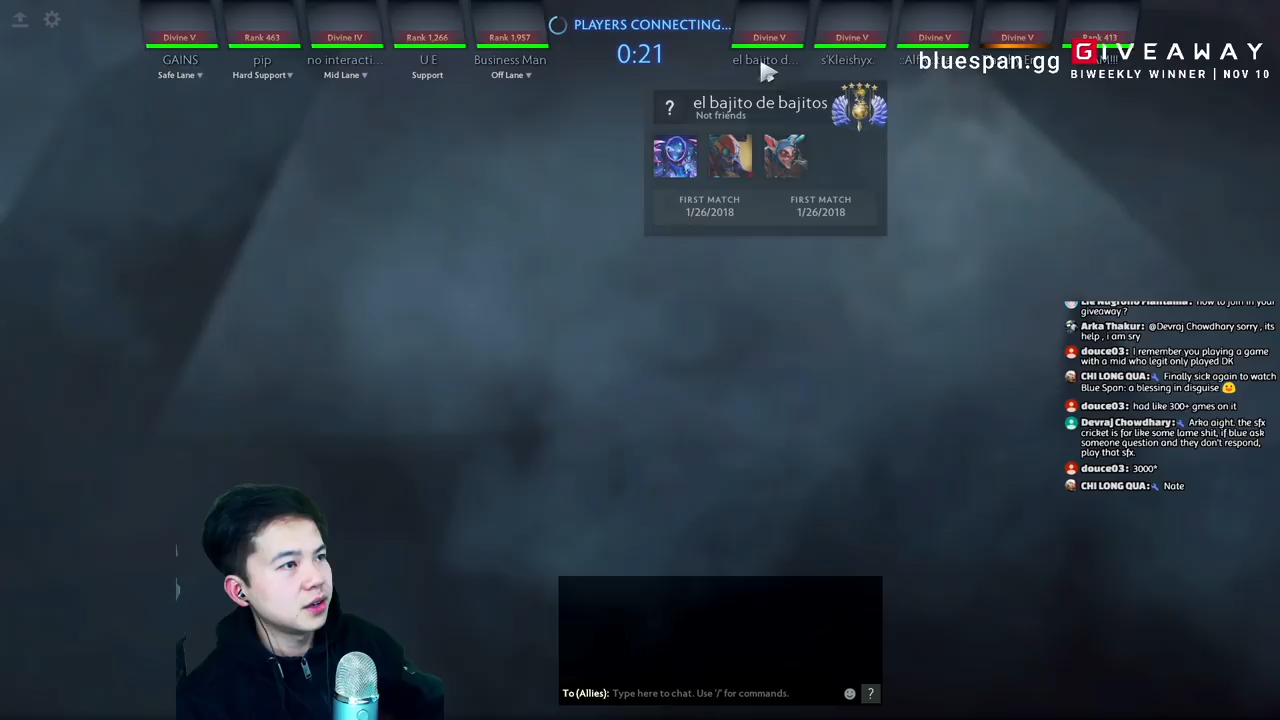 Divine V
Rank 463
Divine IV
Rank 1,266
Rank 1,957
PLAYERS CONNECTING...
Divine V
Divine V
Divine V
Divine V
Rank 413
GAINS
pip
no interacti...
U E
Business Man
0:21
el bajito d...
s'Kleishyx.
Safe Lane
Hard Support
Mid Lane
Support
Off Lane
bluespan.gg
GIVEAWAY
BIWEEKLY WINNER | NOV 10
?
el bajito de bajitos
Not friends
FIRST MATCH
FIRST MATCH
1/26/2018
1/26/2018
how to join in your
giveaway ?
Arka Thakur: @Devraj Chowdhary sorry , its
help , i am sry
douce03: I remember you playing a game
with a mid who legit only played DK
CHI LONG QUA: Finally sick again to watch
Blue Span: a blessing in disguise
douce03: had like 300+ gmes on it
Devraj Chowdhary: Arka aight. the sfx
cricket is for like some lame shit, if blue ask
someone question and they don't respond,
play that sfx.
douce03: 3000*
CHI LONG QUA: Nate
To (Allies): Type here to chat. Use '/' for commands.
?